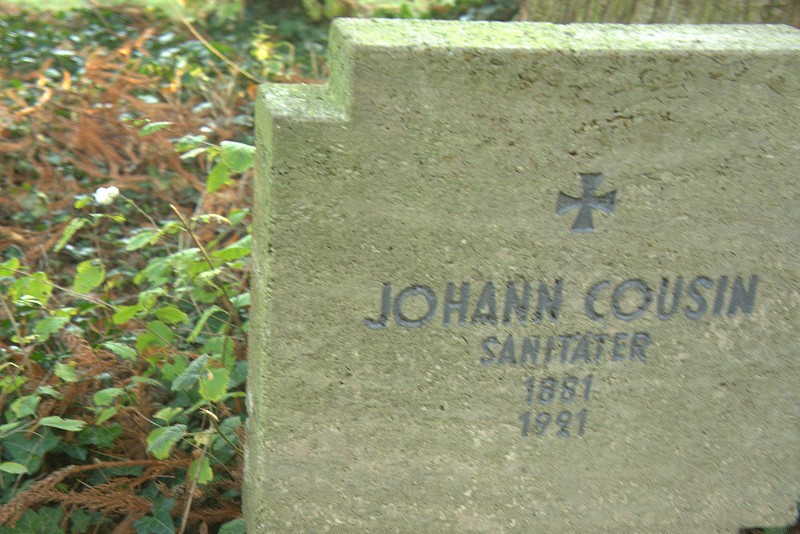 JOHANN COUSIN
SANITÄTER
1881
1921